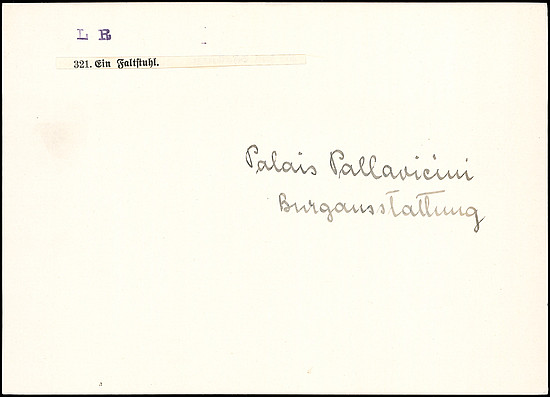 L R
321. Ein Faltstuhl.
Palais Pallavicini
Burgausstattung